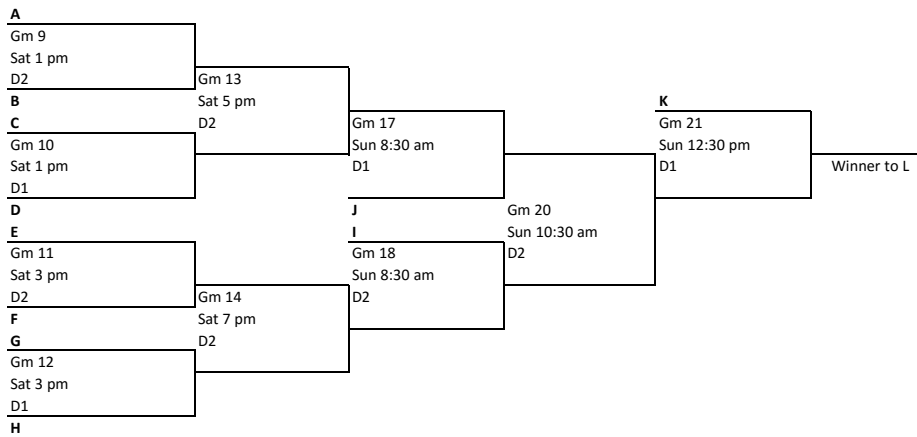 A
Gm 9
Sat 1 pm
D2
B
C
Gm 10
Sat 1 pm
D1
D
E
Gm 11
Sat 3 pm
D2
F
G
Gm 12
Sat 3 pm
D1
H
Gm 13
Sat 5 pm
D2
Gm 14
Sat 7 pm
D2
Gm 17
Sun 8:30 am
D1
J
I
Gm 18
Sun 8:30 am
D2
Gm 20
Sun 10:30 am
D2
K
Gm 21
Sun 12:30 pm
D1
Winner to L